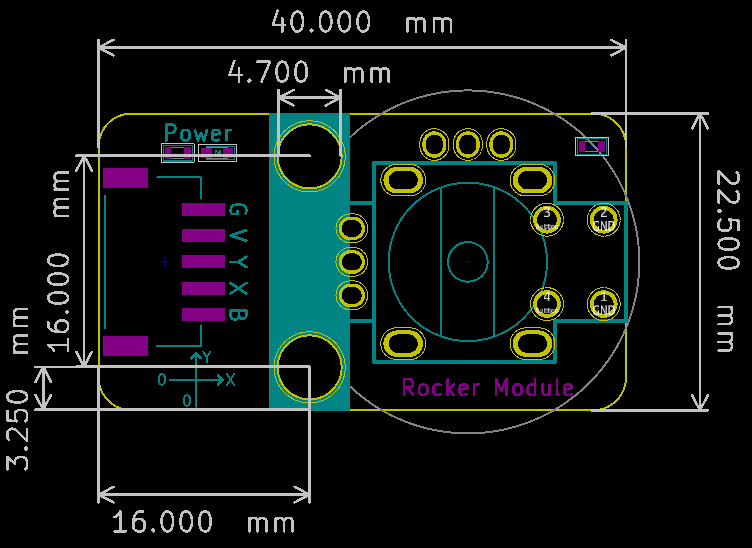 40.000 mm
4.700 mm
Power
16.000 mm
22.500 mm
3.250 mm
G
V
Y
X
B
3
2
GND
4
1
GND
Y
0
X
0
Rocker Module
16.000 mm